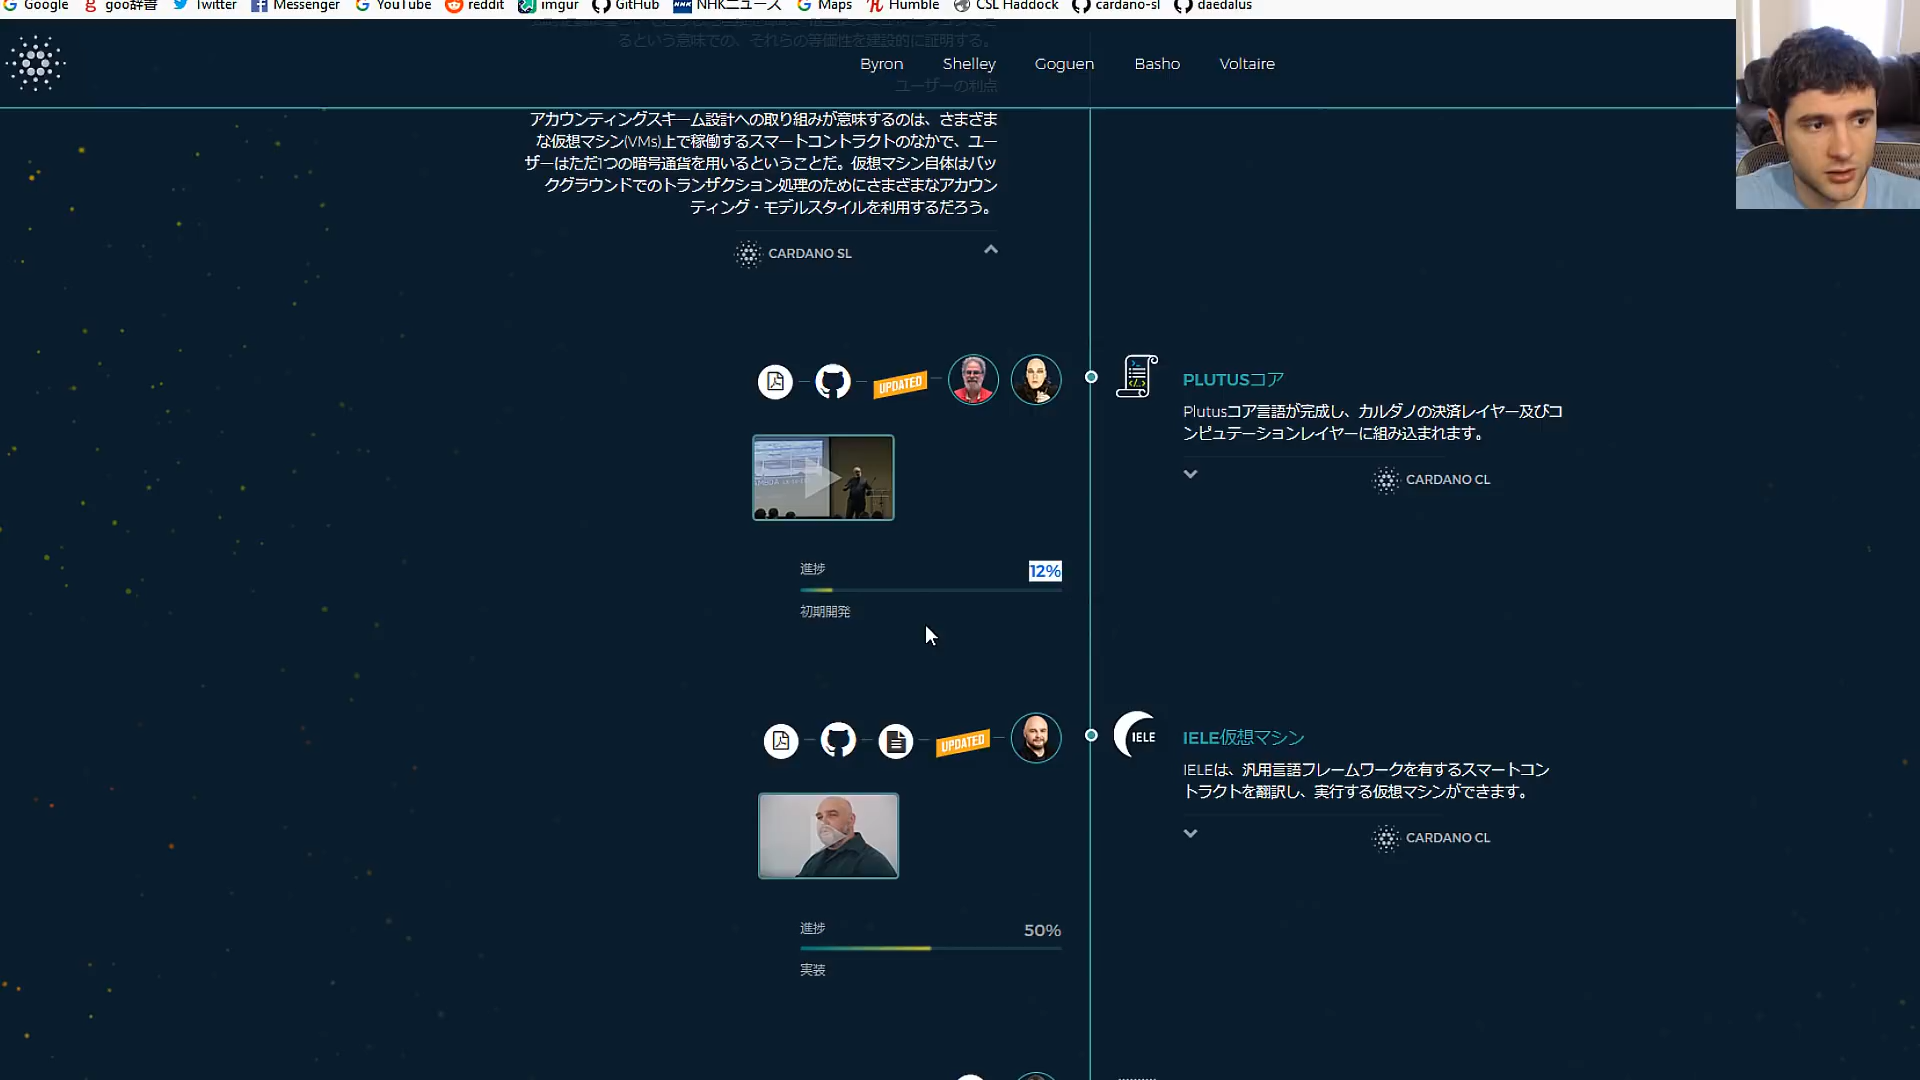 Google goo辞書 Twitter Messenger YouTube reddit imgur GitHub NHKニュース Maps Humble CSL Haddock cardano-sl daedalus
るという意味での、それらの等価性を建設的に証明する。
Byron Shelley Goguen Basho Voltaire
ユーザーの利点
アカウンティングスキーム設計への取り組みが意味するのは、さまざま
な仮想マシン(VMs)上で稼働するスマートコントラクトのなかで、ユー
ザーはただ1つの暗号通貨を用いるということだ。仮想マシン自体はバッ
クグラウンドでのトランザクション処理のためにさまざまなアカウン
ティング・モデルスタイルを利用するだろう。
CARDANO SL
UPDATED
PLUTUSコア
Plutusコア言語が完成し、カルダノの決済レイヤー及びコ
ンピュテーションレイヤーに組み込まれます。
CARDANO CL
進捗 12%
初期開発
UPDATED
IELE
IELE仮想マシン
IELEは、汎用言語フレームワークを有するスマートコン
トラクトを翻訳し、実行する仮想マシンができます。
CARDANO CL
進捗 50%
実装